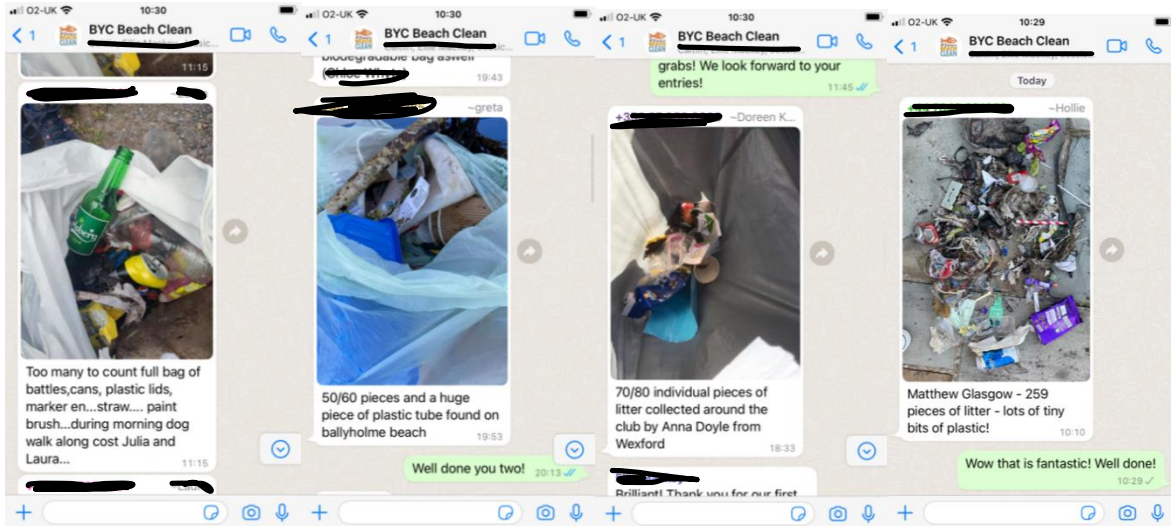 O2-UK 10:30
1 BYC Beach Clean
11:15
Carlsberg
Too many to count full bag of
battles,cans, plastic lids,
marker en...straw.... paint
brush...during morning dog
walk along cost Julia and
Laura...
11:15
O2-UK 10:30
1 BYC Beach Clean
biodegradable bag aswell
19:43
~greta
50/60 pieces and a huge
piece of plastic tube found on
ballyholme beach
19:53
Well done you two! 20:13
O2-UK 10:30
1 BYC Beach Clean
grabs! We look forward to your
entries!
11:45
+3 ~Doreen K...
70/80 individual pieces of
litter collected around the
club by Anna Doyle from
Wexford
18:33
Brilliant! Thank you for our first
O2-UK 10:29
1 BYC Beach Clean
Today
~Hollie
Matthew Glasgow - 259
pieces of litter - lots of tiny
bits of plastic!
10:10
Wow that is fantastic! Well done!
10:29